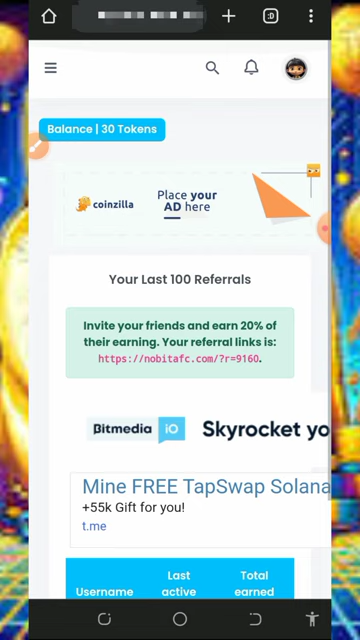 :D
Balance | 30 Tokens
coinzilla
Place your
AD here
Your Last 100 Referrals
Invite your friends and earn 20% of
their earning. Your referral links is:
https://nobitafc.com/?r=9160.
Bitmedia iO
Skyrocket yo
Mine FREE TapSwap Solana
+55k Gift for you!
t.me
Username
Last
active
Total
earned